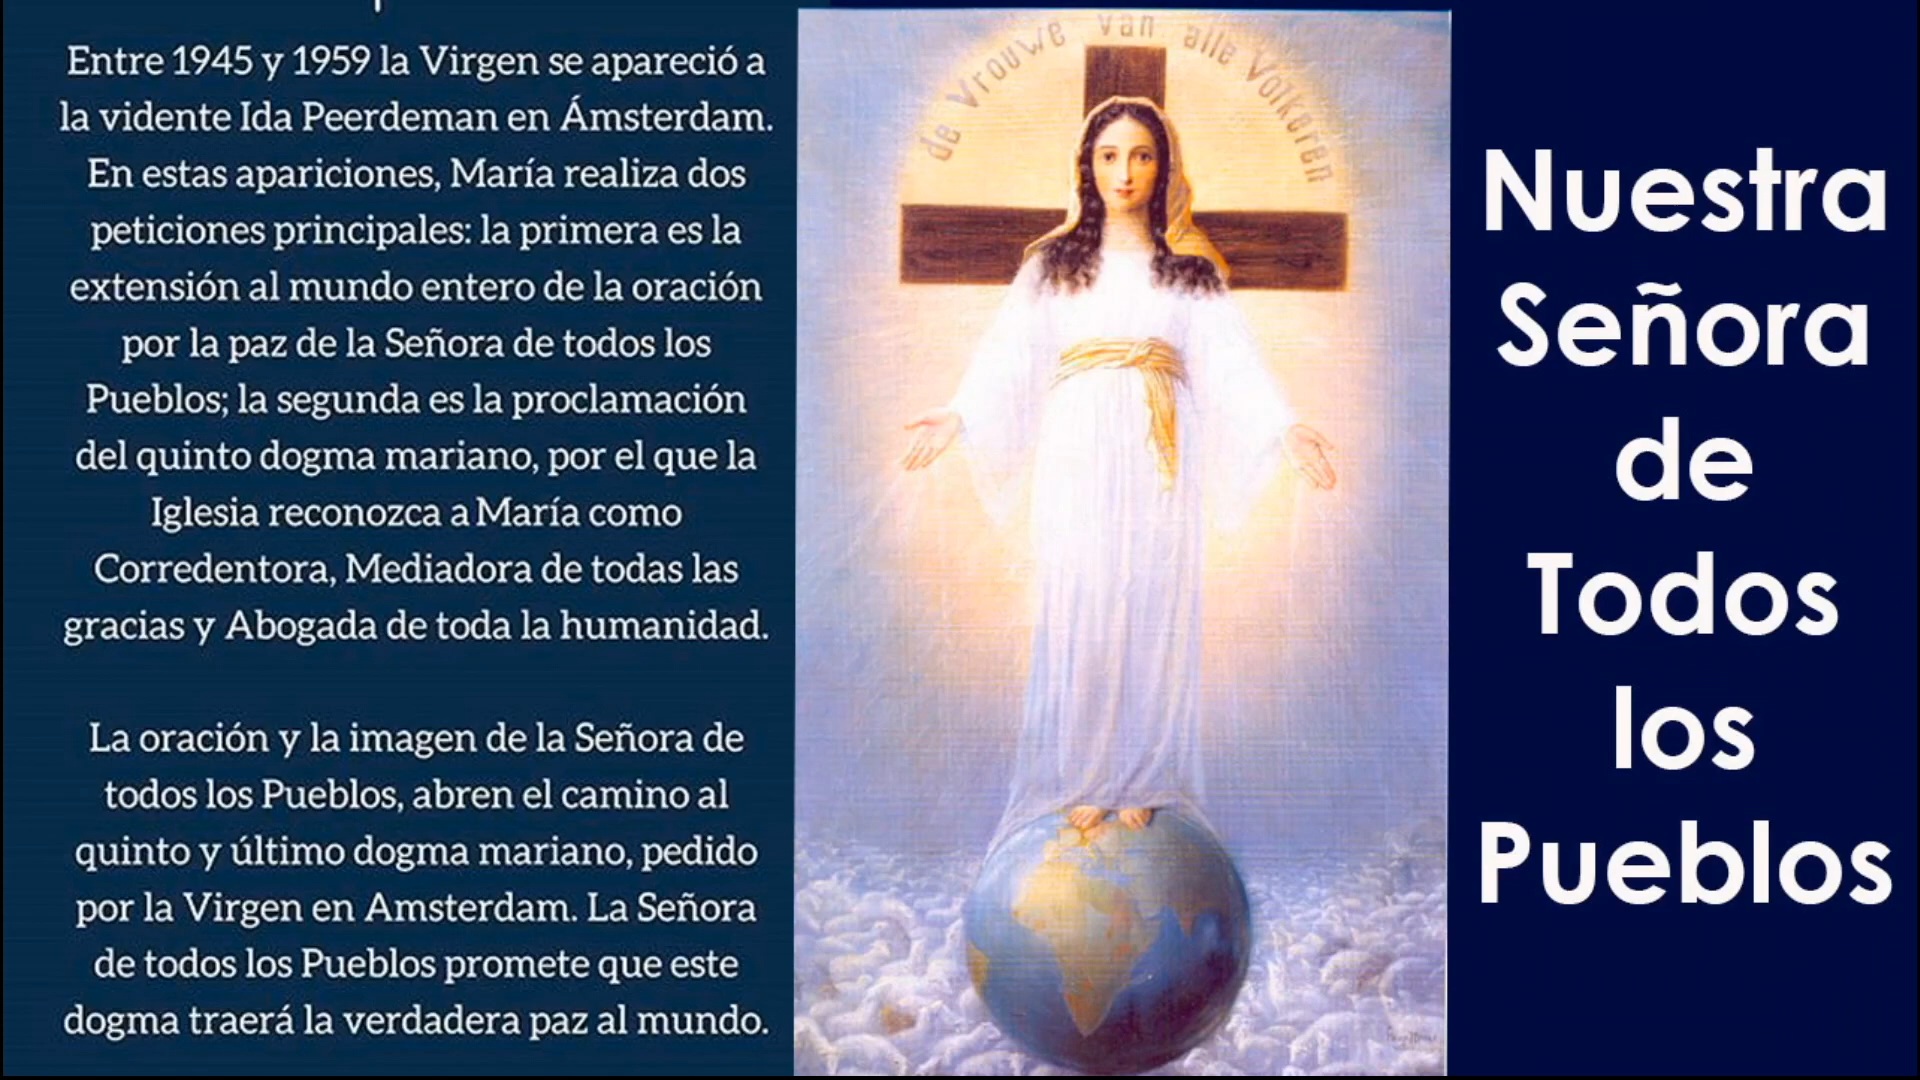 Entre 1945 y 1959 la Virgen se apareció a
la vidente Ida Peerdeman en Ámsterdam.
En estas apariciones, María realiza dos
peticiones principales: la primera es la
extensión al mundo entero de la oración
por la paz de la Señora de todos los
Pueblos; la segunda es la proclamación
del quinto dogma mariano, por el que la
Iglesia reconozca a María como
Corredentora, Mediadora de todas las
gracias y Abogada de toda la humanidad.
La oración y la imagen de la Señora de
todos los Pueblos, abren el camino al
quinto y último dogma mariano, pedido
por la Virgen en Amsterdam. La Señora
de todos los Pueblos promete que este
dogma traerá la verdadera paz al mundo.
de Vrouwe van alle Volkeren
Nuestra
Señora
de
Todos
los
Pueblos